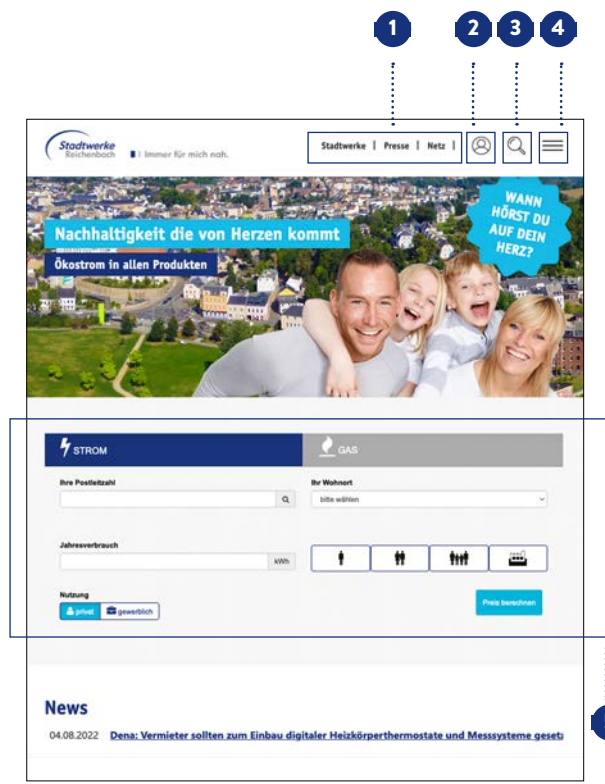 1 2 3 4
Stadtwerke
Reichenbach
Immer für mich nah.
Stadtwerke | Presse | Netz |
Nachhaltigkeit die von Herzen kommt
Ökostrom in allen Produkten
WANN
HÖRST DU
AUF DEIN
HERZ?
STROM
GAS
Ihre Postleitzahl
Ihr Wohnort
bitte wählen
Jahresverbrauch
kWh
Nutzung
privat
gewerblich
Preis berechnen
News
04.08.2022 Dena: Vermieter sollten zum Einbau digitaler Heizkörperthermostate und Messsysteme